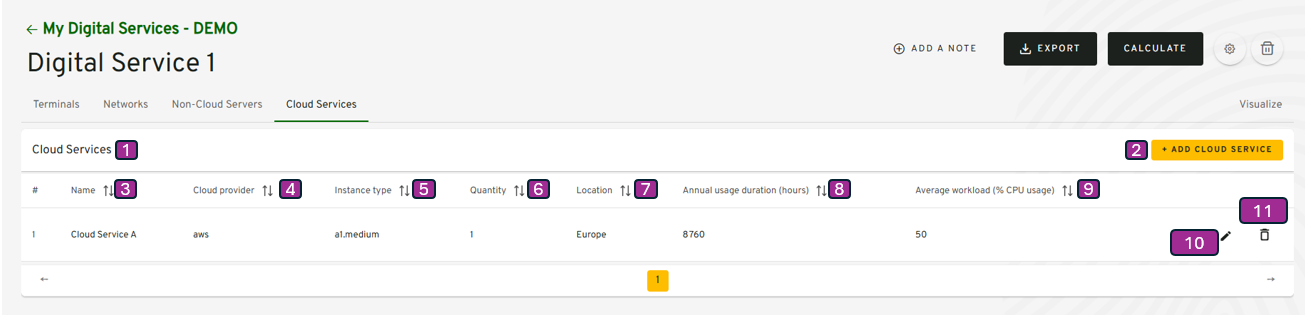 ← My Digital Services - DEMO
Digital Service 1
ADD A NOTE
EXPORT
CALCULATE
Terminals Networks Non-Cloud Servers Cloud Services Visualize
Cloud Services 1 2 + ADD CLOUD SERVICE
# Name 3 Cloud provider 4 Instance type 5 Quantity 6 Location 7 Annual usage duration (hours) 8 Average workload (% CPU usage) 9
1 Cloud Service A aws a1.medium 1 Europe 8760 50 10 11
← 1 →